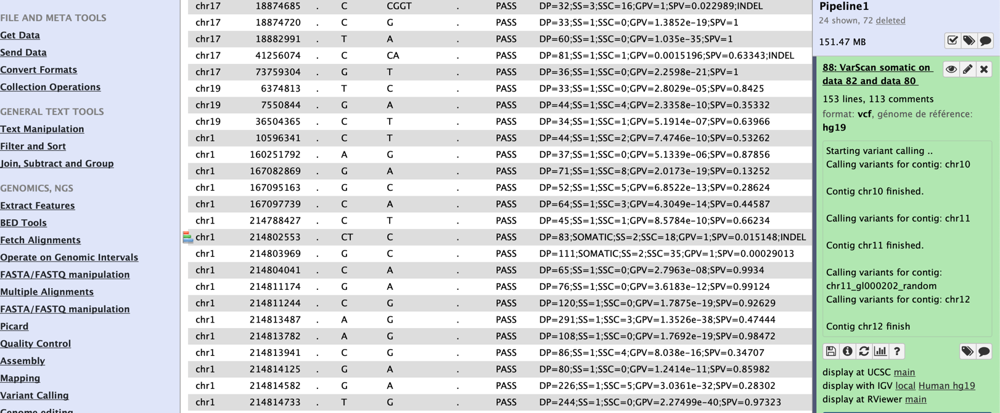 FILE AND META TOOLS
Get Data
Send Data
Convert Formats
Collection Operations
GENERAL TEXT TOOLS
Text Manipulation
Filter and Sort
Join, Subtract and Group
GENOMICS, NGS
Extract Features
BED Tools
Fetch Alignments
Operate on Genomic Intervals
FASTA/FASTQ manipulation
Multiple Alignments
FASTA/FASTQ manipulation
Picard
Quality Control
Assembly
Mapping
Variant Calling
Genome editing
chr17 18874685 . C CGGT . PASS DP=32;SS=3;SSC=16;GPV=1;SPV=0.022989;INDEL
chr17 18874720 . C G . PASS DP=33;SS=1;SSC=0;GPV=1.3852e-19;SPV=1
chr17 18882991 . T A . PASS DP=60;SS=1;SSC=0;GPV=1.035e-35;SPV=1
chr17 41256074 . C CA . PASS DP=81;SS=1;SSC=1;GPV=0.0015196;SPV=0.63343;INDEL
chr17 73759304 . G T . PASS DP=36;SS=1;SSC=0;GPV=2.2598e-21;SPV=1
chr19 6374813 . T C . PASS DP=33;SS=1;SSC=0;GPV=2.8029e-05;SPV=0.8425
chr19 7550844 . G A . PASS DP=44;SS=1;SSC=4;GPV=2.3358e-10;SPV=0.35332
chr19 36504365 . C T . PASS DP=34;SS=1;SSC=1;GPV=5.1914e-07;SPV=0.63966
chr1 10596341 . C T . PASS DP=44;SS=1;SSC=2;GPV=7.4746e-10;SPV=0.53262
chr1 160251792 . A G . PASS DP=37;SS=1;SSC=0;GPV=5.1339e-06;SPV=0.87856
chr1 167082869 . G A . PASS DP=71;SS=1;SSC=8;GPV=2.0173e-19;SPV=0.13252
chr1 167095163 . G C . PASS DP=52;SS=1;SSC=5;GPV=6.8522e-13;SPV=0.28624
chr1 167097739 . C A . PASS DP=64;SS=1;SSC=3;GPV=4.3049e-14;SPV=0.44587
chr1 214788427 . C T . PASS DP=45;SS=1;SSC=1;GPV=8.5784e-10;SPV=0.66234
chr1 214802553 . CT C . PASS DP=83;SOMATIC;SS=2;SSC=18;GPV=1;SPV=0.015148;INDEL
chr1 214803969 . G C . PASS DP=111;SOMATIC;SS=2;SSC=35;GPV=1;SPV=0.00029013
chr1 214804041 . C A . PASS DP=65;SS=1;SSC=0;GPV=2.7963e-08;SPV=0.9934
chr1 214811174 . G A . PASS DP=76;SS=1;SSC=0;GPV=3.6183e-12;SPV=0.99124
chr1 214811244 . C G . PASS DP=120;SS=1;SSC=0;GPV=1.7875e-19;SPV=0.92629
chr1 214813487 . A G . PASS DP=291;SS=1;SSC=3;GPV=1.3526e-38;SPV=0.47444
chr1 214813782 . A G . PASS DP=108;SS=1;SSC=0;GPV=1.7692e-19;SPV=0.98472
chr1 214813941 . C G . PASS DP=86;SS=1;SSC=4;GPV=8.038e-16;SPV=0.34707
chr1 214814125 . G A . PASS DP=80;SS=1;SSC=0;GPV=1.2414e-11;SPV=0.85982
chr1 214814582 . G A . PASS DP=226;SS=1;SSC=5;GPV=3.0361e-32;SPV=0.28302
chr1 214814733 . T G . PASS DP=244;SS=1;SSC=0;GPV=2.27499e-40;SPV=0.97323
Pipeline1
24 shown, 72 deleted
151.47 MB
88: VarScan somatic on
data 82 and data 80
153 lines, 113 comments
format: vcf, génome de référence:
hg19
Starting variant calling ..
Calling variants for contig: chr10
Contig chr10 finished.
Calling variants for contig: chr11
Contig chr11 finished.
Calling variants for contig:
chr11_gl000202_random
Calling variants for contig: chr12
Contig chr12 finish
display at UCSC main
display with IGV local Human hg19
display at RViewer main